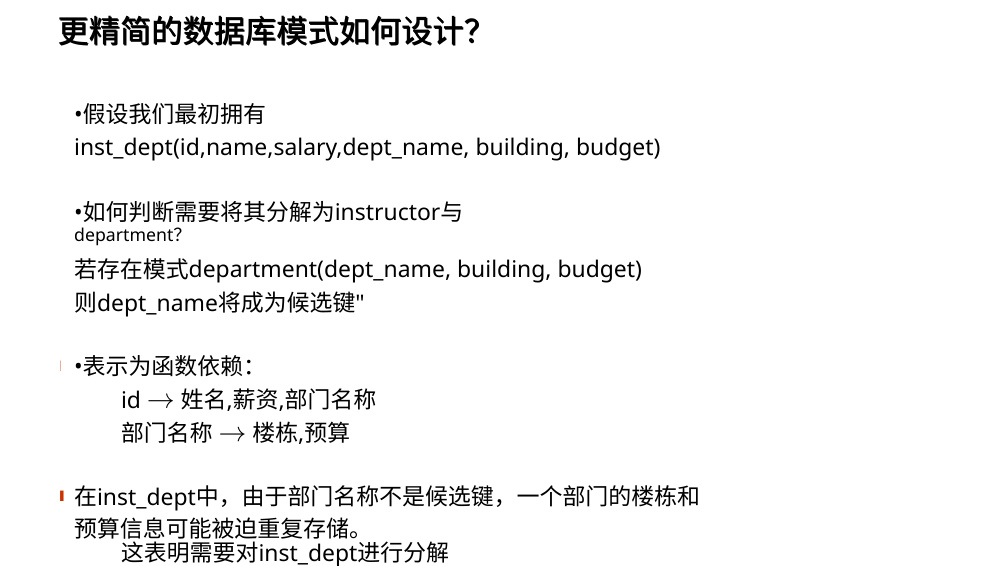 更精简的数据库模式如何设计？
•假设我们最初拥有
inst_dept(id,name,salary,dept_name, building, budget)
•如何判断需要将其分解为instructor与
department?
若存在模式department(dept_name, building, budget)
则dept_name将成为候选键"
•表示为函数依赖：
id → 姓名,薪资,部门名称
部门名称 → 楼栋,预算
在inst_dept中，由于部门名称不是候选键，一个部门的楼栋和
预算信息可能被迫重复存储。
这表明需要对inst_dept进行分解